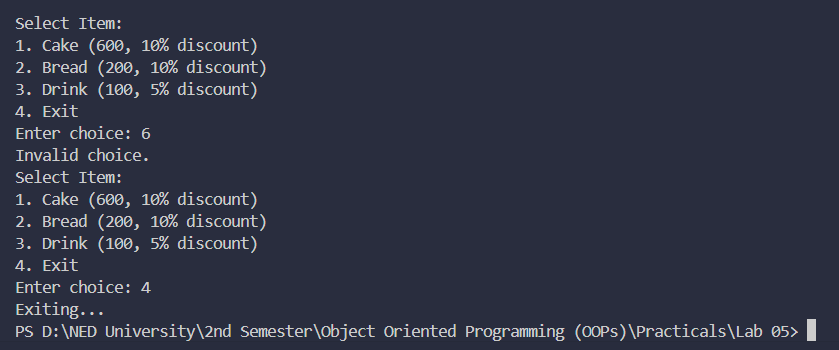 Select Item:
1. Cake (600, 10% discount)
2. Bread (200, 10% discount)
3. Drink (100, 5% discount)
4. Exit
Enter choice: 6
Invalid choice.
Select Item:
1. Cake (600, 10% discount)
2. Bread (200, 10% discount)
3. Drink (100, 5% discount)
4. Exit
Enter choice: 4
Exiting...
PS D:\NED University\2nd Semester\Object Oriented Programming (OOPs)\Practicals\Lab 05>